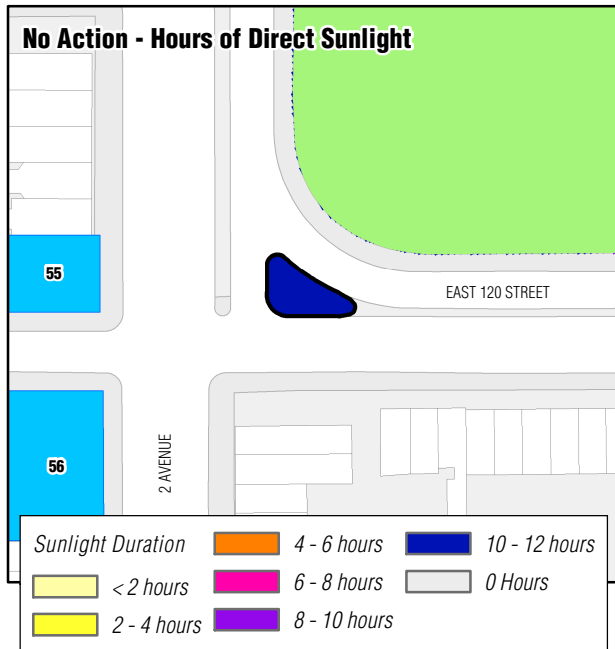 No Action - Hours of Direct Sunlight
55
EAST 120 STREET
56
2 AVENUE
Sunlight Duration
< 2 hours
2 - 4 hours
4 - 6 hours
6 - 8 hours
8 - 10 hours
10 - 12 hours
0 Hours